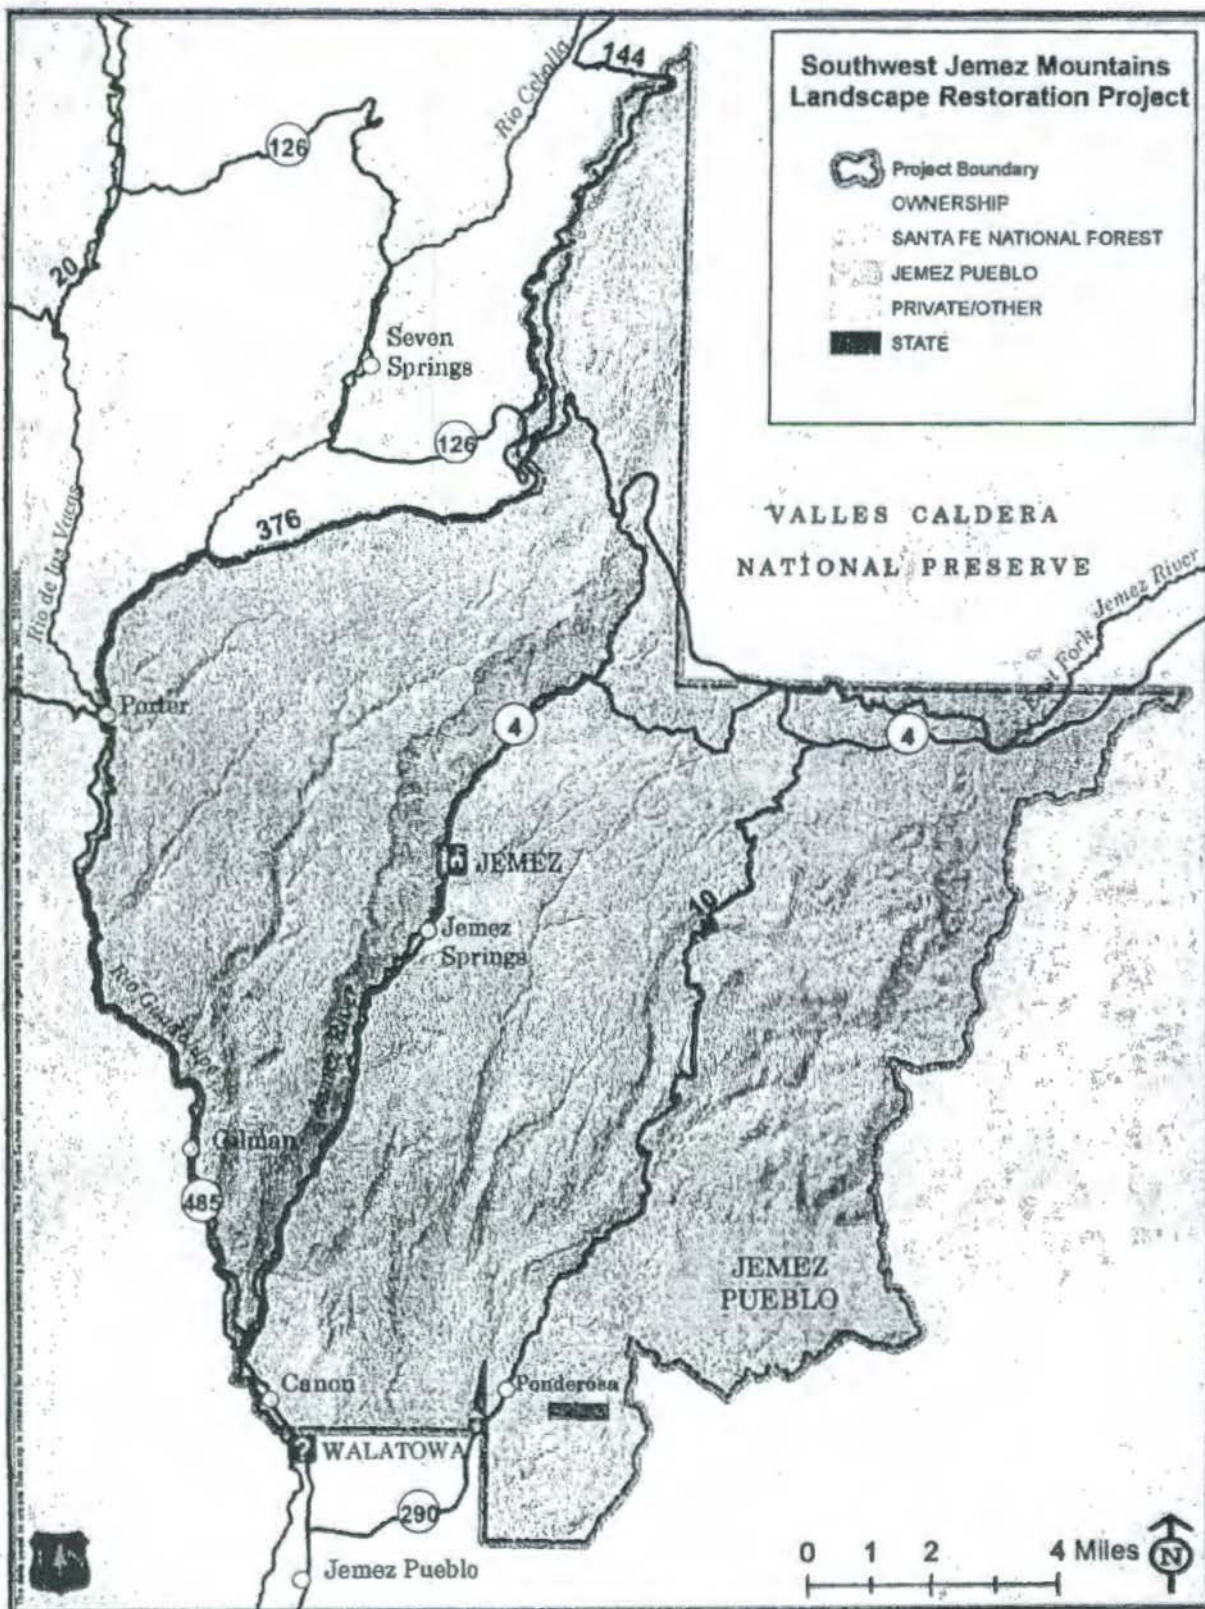 Southwest Jemez Mountains
Landscape Restoration Project
Project Boundary
OWNERSHIP
SANTA FE NATIONAL FOREST
JEMEZ PUEBLO
PRIVATE/OTHER
STATE
144
Rio Cebolla
126
20
Seven
Springs
126
376
Rio de las Vacas
VALLES CALDERA
NATIONAL PRESERVE
East Fork Jemez River
Porter
4
4
JEMEZ
10
Jemez
Springs
Rio Guadalupe
Jemez River
Gilman
485
JEMEZ
PUEBLO
Canon
Ponderosa
?
WALATOWA
290
Jemez Pueblo
0 1 2 4 Miles
N